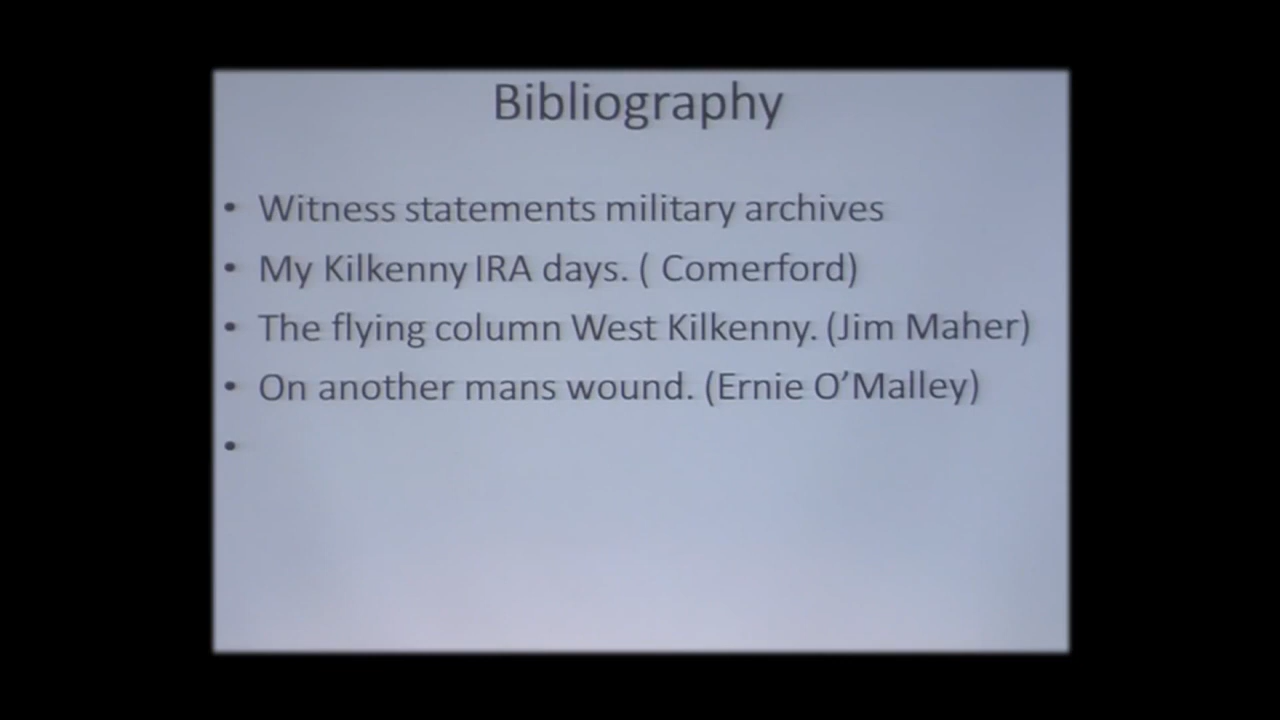 Bibliography
• Witness statements military archives
• My Kilkenny IRA days. ( Comerford)
• The flying column West Kilkenny. (Jim Maher)
• On another mans wound. (Ernie O’Malley)
•